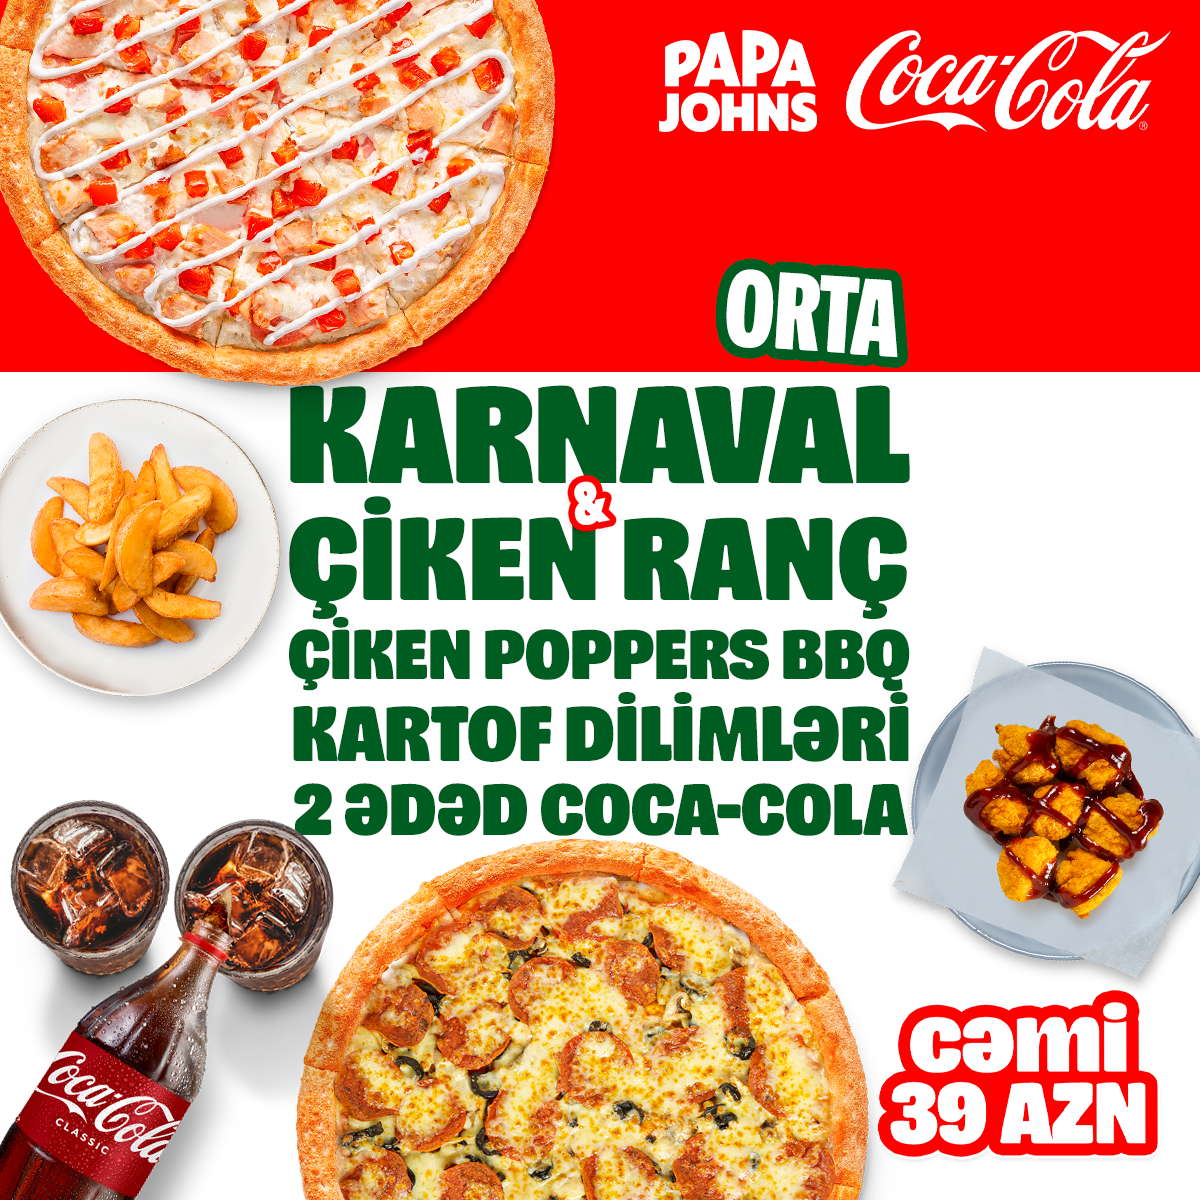 PAPA
JOHNS
Coca-Cola®
ORTA
KARNAVAL
&
ÇİKEN RANÇ
ÇİKEN POPPERS BBQ
KARTOF DİLİMLƏRİ
2 ƏDƏD COCA-COLA
Coca-Cola
CLASSIC
CƏMİ
39 AZN